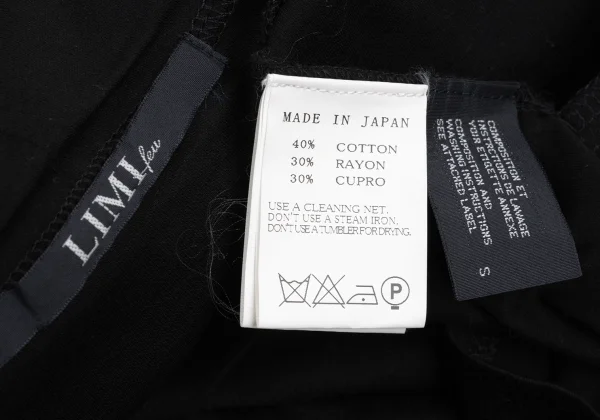 LIMI feu
MADE IN JAPAN
40% COTTON
30% RAYON
30% CUPRO
USE A CLEANING NET.
DON'T USE A STEAM IRON.
DON'T USE A TUMBLER FOR DRYING.
P
COMPOSITION ET
INSTRUCTIONS DE LAVAGE
VOIR ETIQUETTE ANNEXE
COMPOSITION AND
WASHING INSTRUCTIONS
SEE ATTACHED LABEL
S